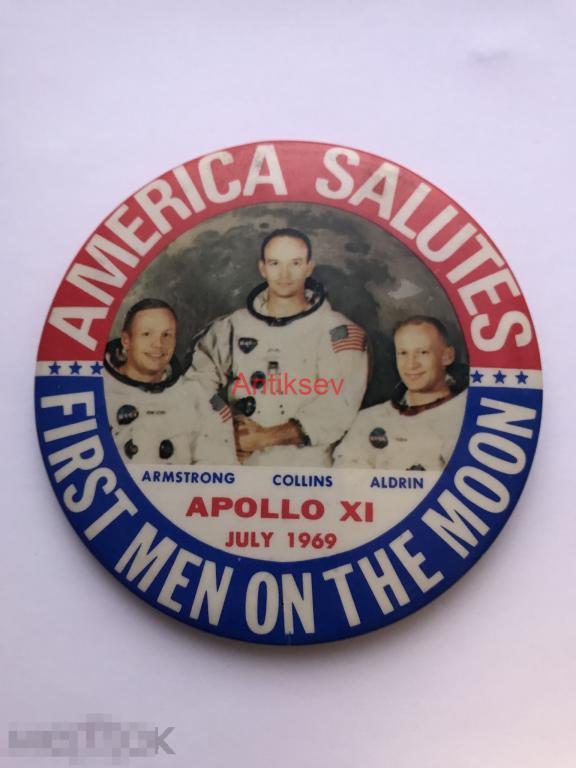 AMERICA SALUTES
Antiksev
ARMSTRONG COLLINS ALDRIN
APOLLO XI
JULY 1969
FIRST MEN ON THE MOON